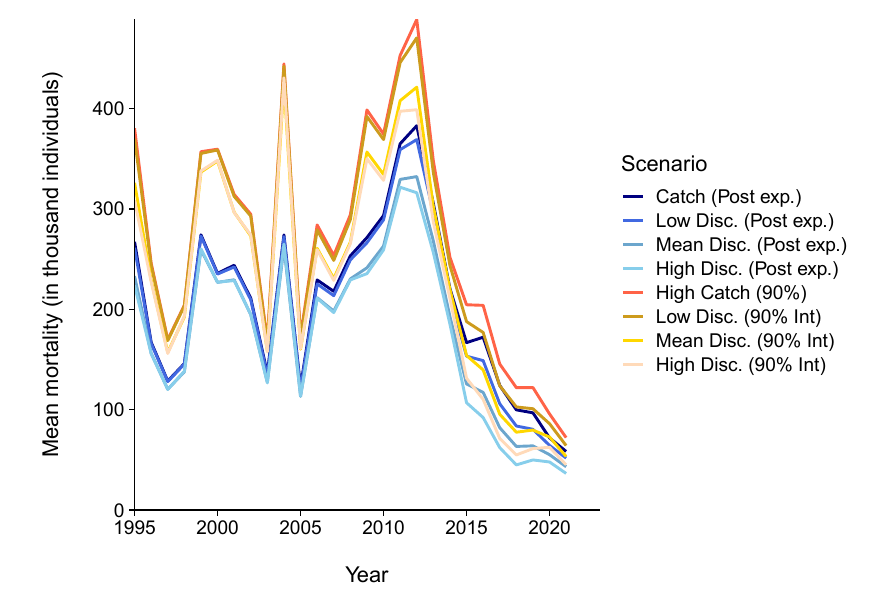 Mean mortality (in thousand individuals)
400
300
200
100
0
1995
2000
2005
2010
2015
2020
Year
Scenario
Catch (Post exp.)
Low Disc. (Post exp.)
Mean Disc. (Post exp.)
High Disc. (Post exp.)
High Catch (90%)
Low Disc. (90% Int)
Mean Disc. (90% Int)
High Disc. (90% Int)